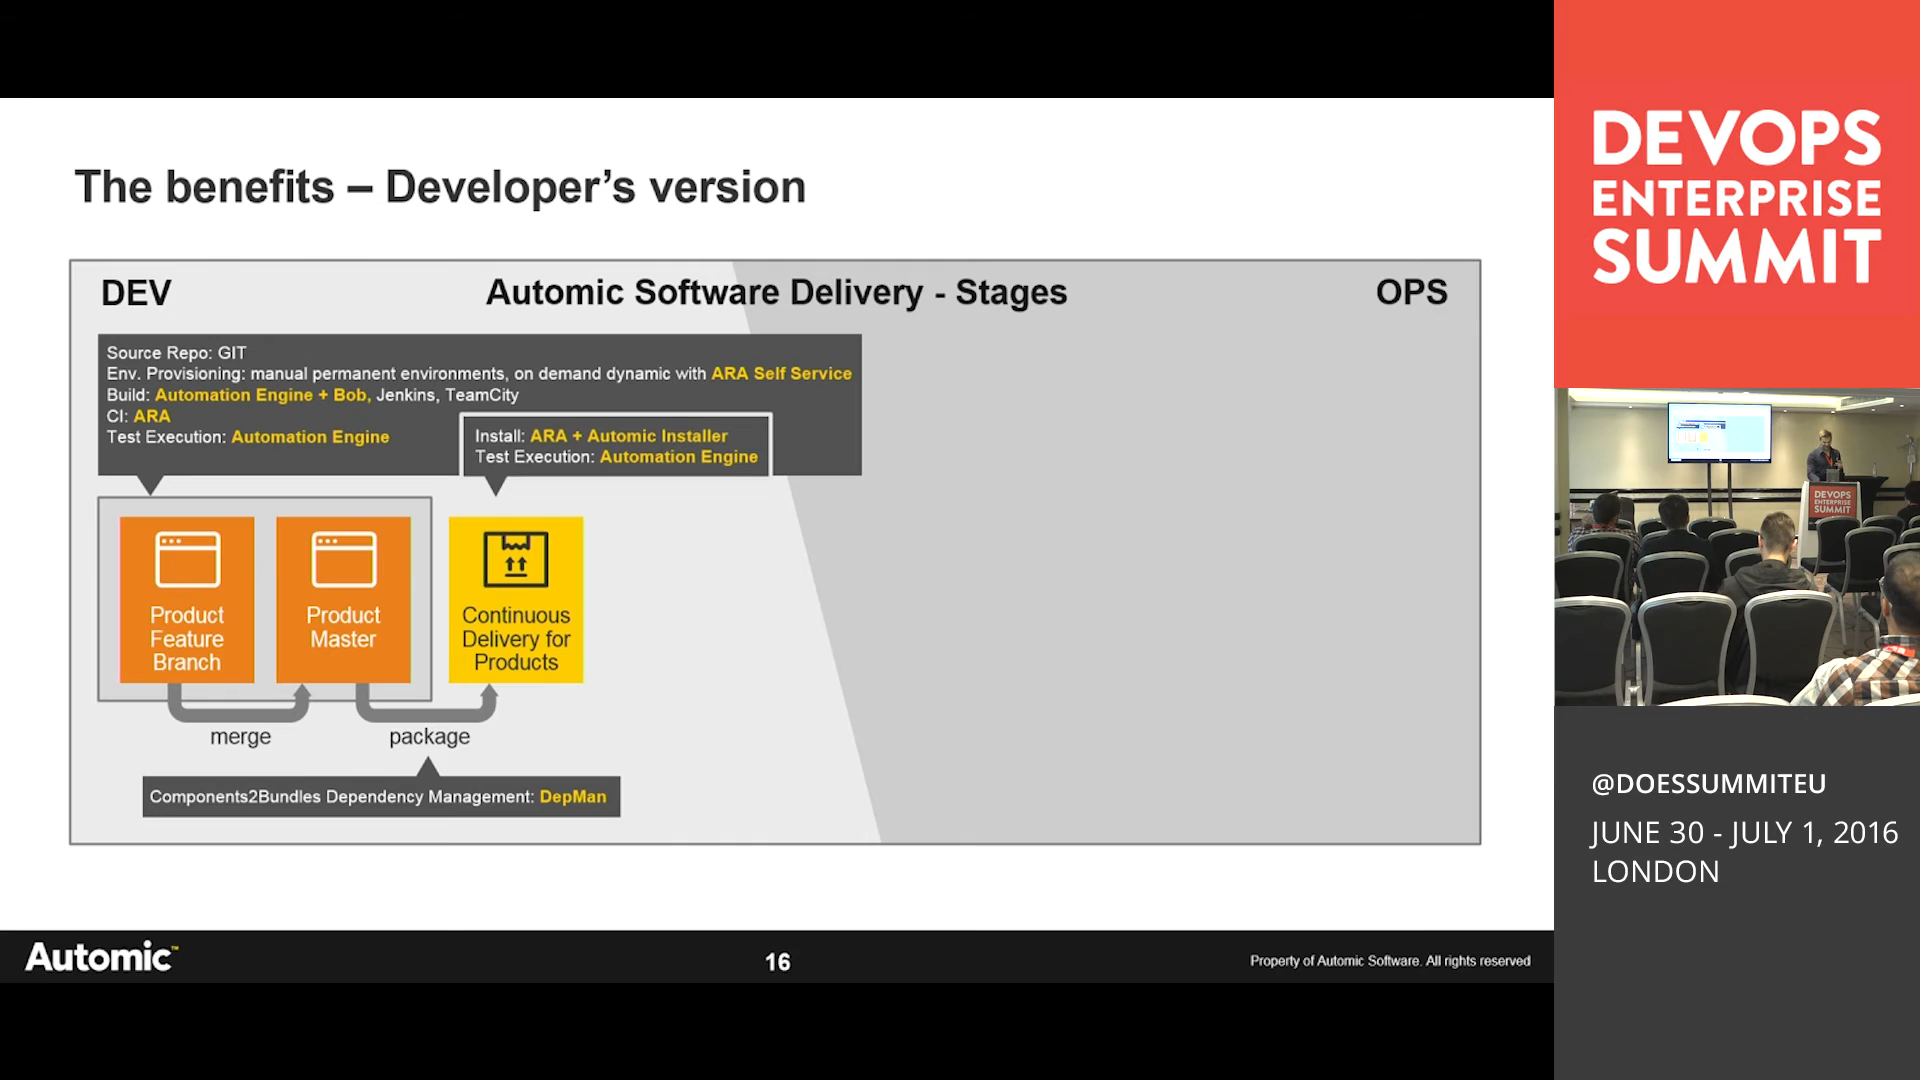 The benefits – Developer's version
DEV
Automic Software Delivery - Stages
OPS
Source Repo: GIT
Env. Provisioning: manual permanent environments, on demand dynamic with ARA Self Service
Build: Automation Engine + Bob, Jenkins, TeamCity
CI: ARA
Test Execution: Automation Engine
Install: ARA + Automic Installer
Test Execution: Automation Engine
Product
Feature
Branch
Product
Master
Continuous
Delivery for
Products
merge
package
Components2Bundles Dependency Management: DepMan
Automic™
16
Property of Automic Software. All rights reserved
DEVOPS
ENTERPRISE
SUMMIT
DEVOPS
ENTERPRISE
SUMMIT
@DOESSUMMITEU
JUNE 30 - JULY 1, 2016
LONDON